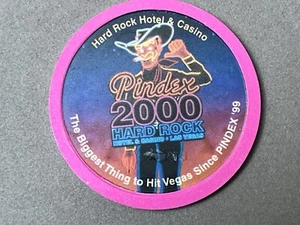 Hard Rock Hotel & Casino
Pindex
2000
HARD ROCK
HOTEL & CASINO • LAS VEGAS
The Biggest Thing to Hit Vegas Since PINDEX '99